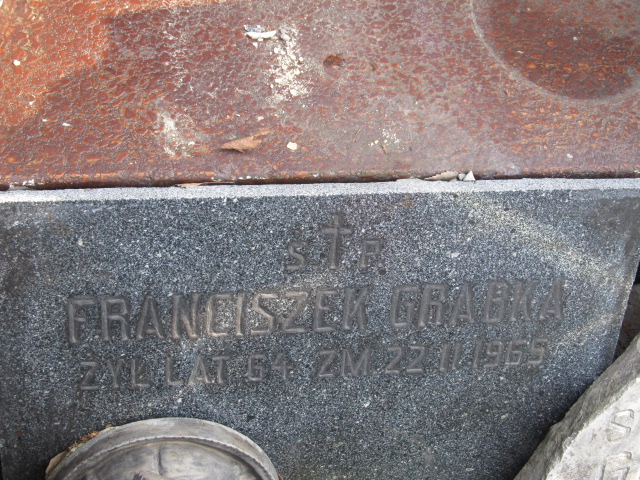 Ś † P.
FRANCISZEK GRABKA
ŻYŁ LAT 64. ZM 22 II 1965
S.